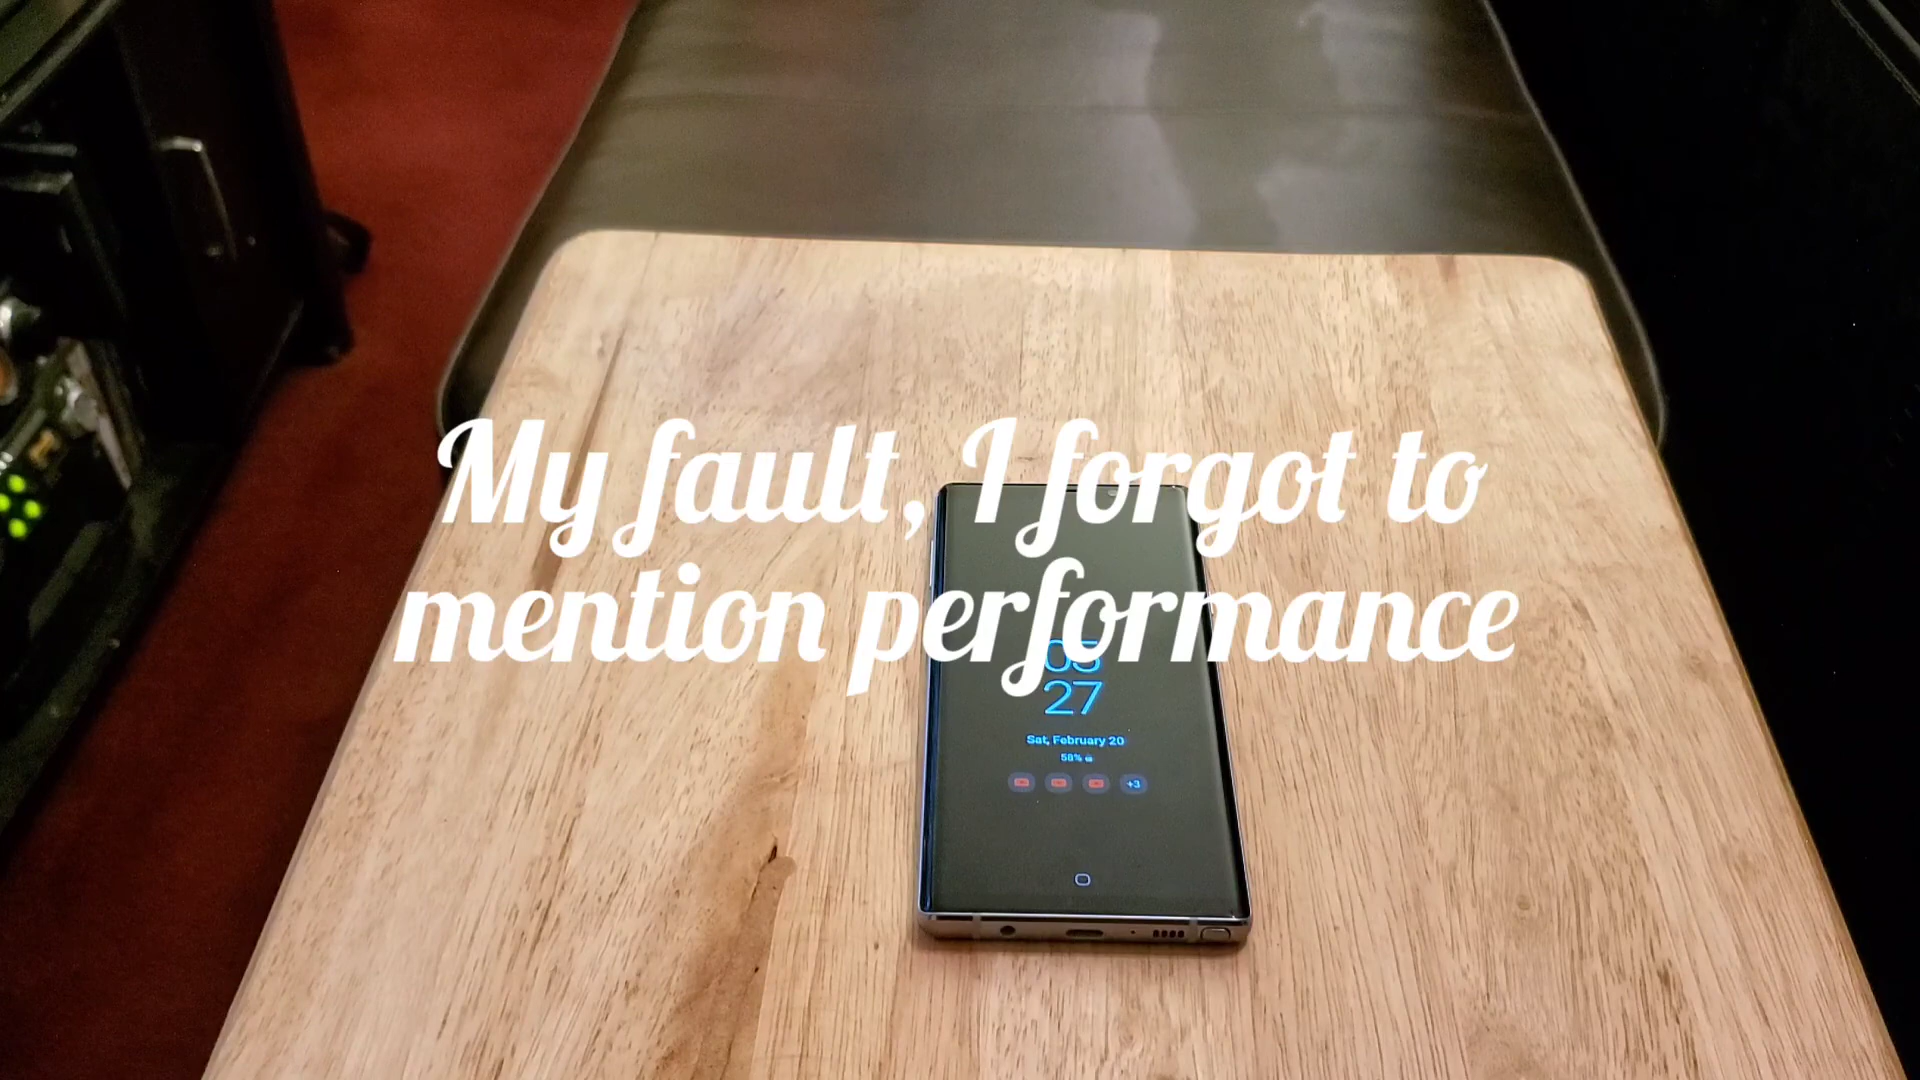 My fault, I forgot to
mention performance
27
Sat, February 20
58%
+3